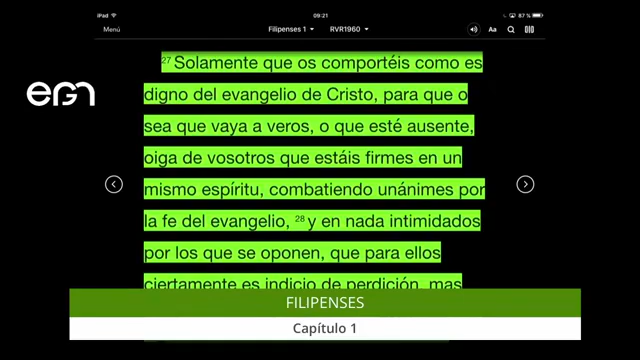 iPad
09:21
87 %
Menú
Filipenses 1
RVR1960
Aa
27 Solamente que os comportéis como es
digno del evangelio de Cristo, para que o
sea que vaya a veros, o que esté ausente,
oiga de vosotros que estáis firmes en un
mismo espíritu, combatiendo unánimes por
la fe del evangelio, 28 y en nada intimidados
por los que se oponen, que para ellos
ciertamente es indicio de perdición, mas
FILIPENSES
Capítulo 1